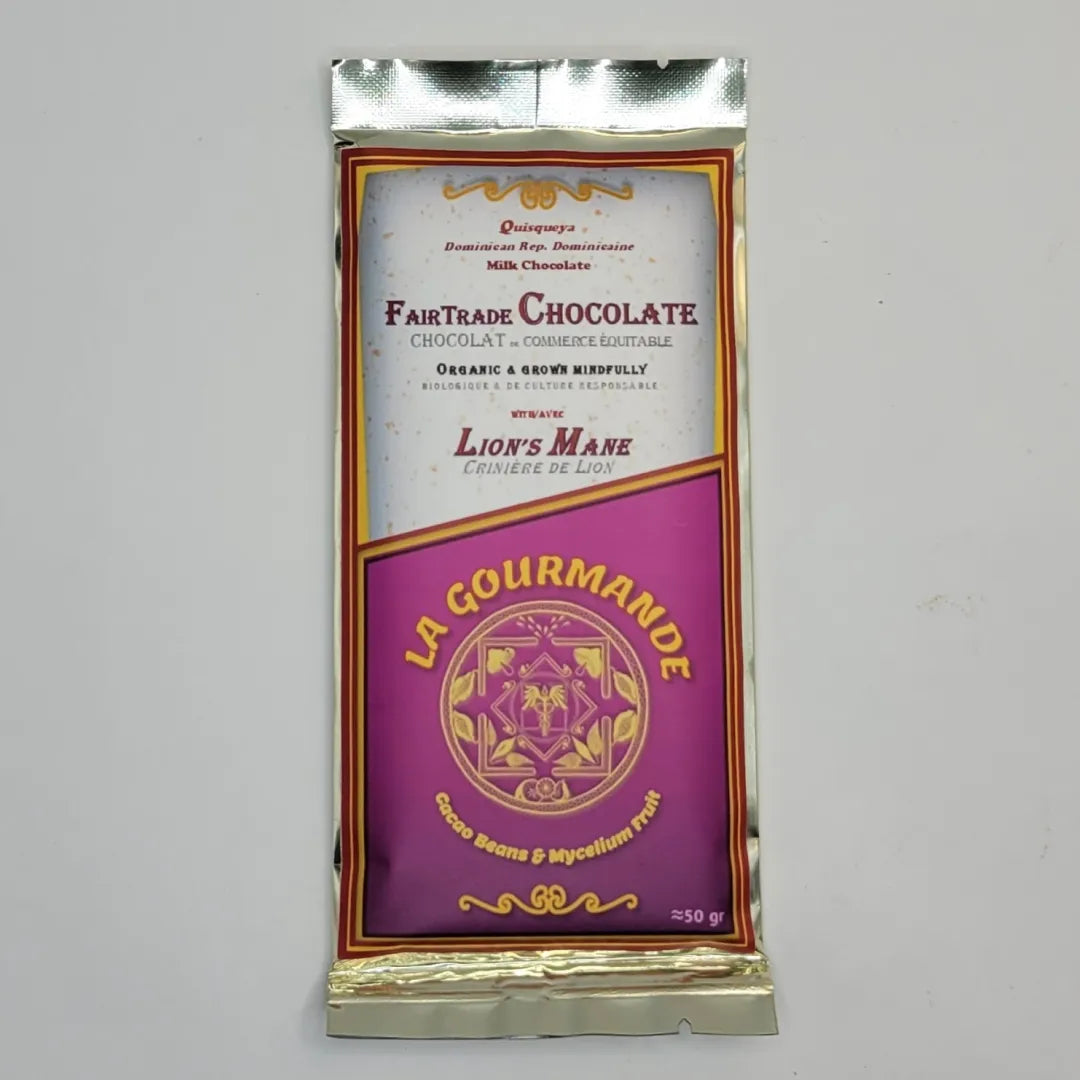 Quisqueya
Dominican Rep. Dominicaine
Milk Chocolate
FairTrade Chocolate
Chocolat de Commerce Équitable
Organic & grown mindfully
Biologique & de culture responsable
with/avec
Lion's Mane
Crinière de Lion
LA GOURMANDE
Cacao Beans & Mycelium Fruit
≈50 gr